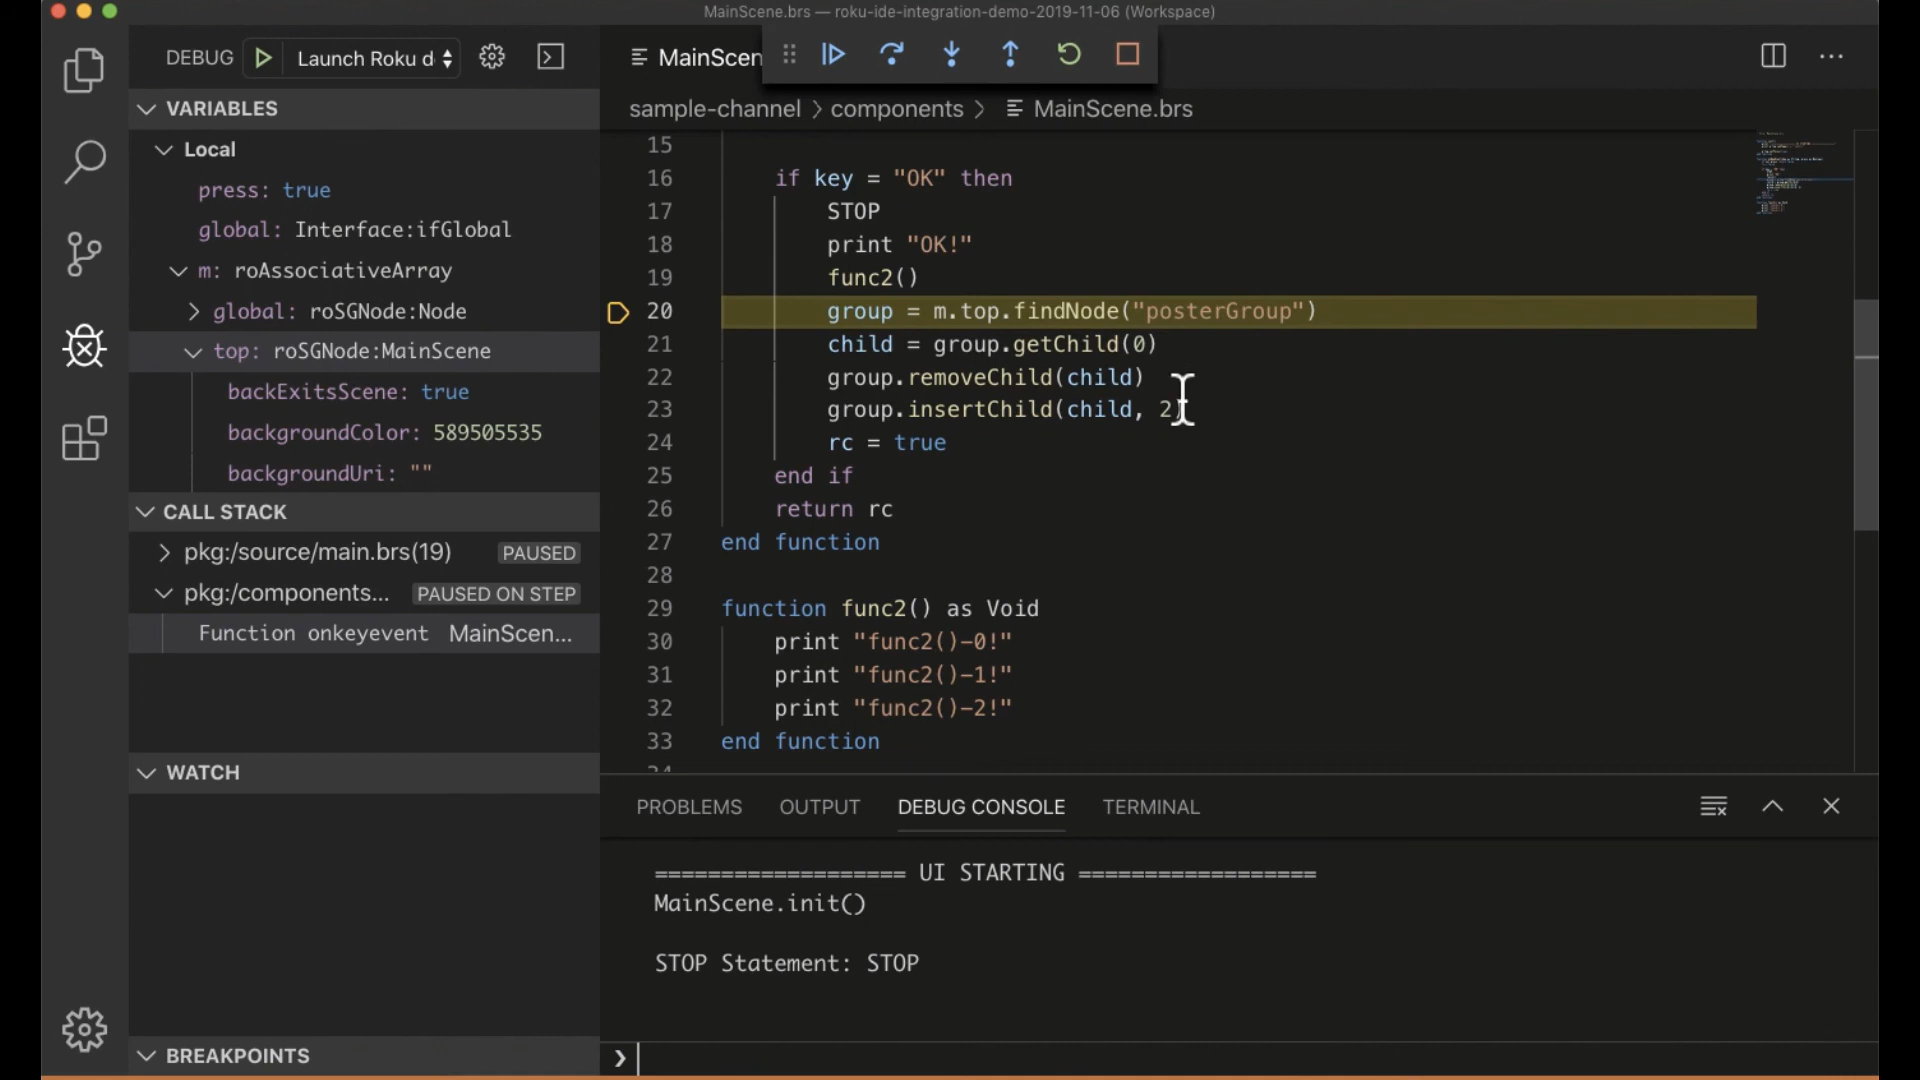 MainScene.brs — roku-ide-integration-demo-2019-11-06 (Workspace)
DEBUG Launch Roku d
VARIABLES
Local
press: true
global: Interface:ifGlobal
m: roAssociativeArray
global: roSGNode:Node
top: roSGNode:MainScene
backExitsScene: true
backgroundColor: 589505535
backgroundUri: ""
CALL STACK
pkg:/source/main.brs(19) PAUSED
pkg:/components... PAUSED ON STEP
Function onkeyevent MainScen...
WATCH
BREAKPOINTS
MainScen
sample-channel > components > MainScene.brs
15
16 if key = "OK" then
17 STOP
18 print "OK!"
19 func2()
20 group = m.top.findNode("posterGroup")
21 child = group.getChild(0)
22 group.removeChild(child)
23 group.insertChild(child, 2)
24 rc = true
25 end if
26 return rc
27 end function
28
29 function func2() as Void
30 print "func2()-0!"
31 print "func2()-1!"
32 print "func2()-2!"
33 end function
PROBLEMS OUTPUT DEBUG CONSOLE TERMINAL
=================== UI STARTING ==================
MainScene.init()
STOP Statement: STOP